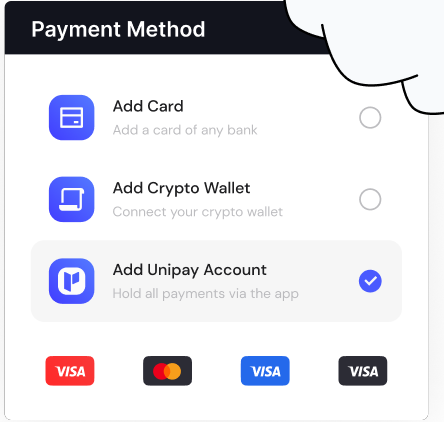 Payment Method
Add Card
Add a card of any bank
Add Crypto Wallet
Connect your crypto wallet
Add Unipay Account
Hold all payments via the app
VISA VISA VISA